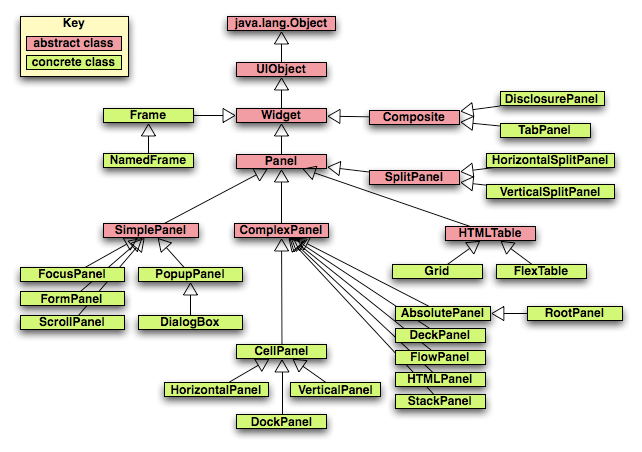 Key
abstract class
concrete class
java.lang.Object
UIObject
Frame
Widget
Composite
DisclosurePanel
TabPanel
NamedFrame
Panel
SplitPanel
HorizontalSplitPanel
VerticalSplitPanel
SimplePanel
ComplexPanel
HTMLTable
FocusPanel
PopupPanel
Grid
FlexTable
FormPanel
ScrollPanel
DialogBox
AbsolutePanel
RootPanel
DeckPanel
CellPanel
FlowPanel
HTMLPanel
HorizontalPanel
VerticalPanel
StackPanel
DockPanel